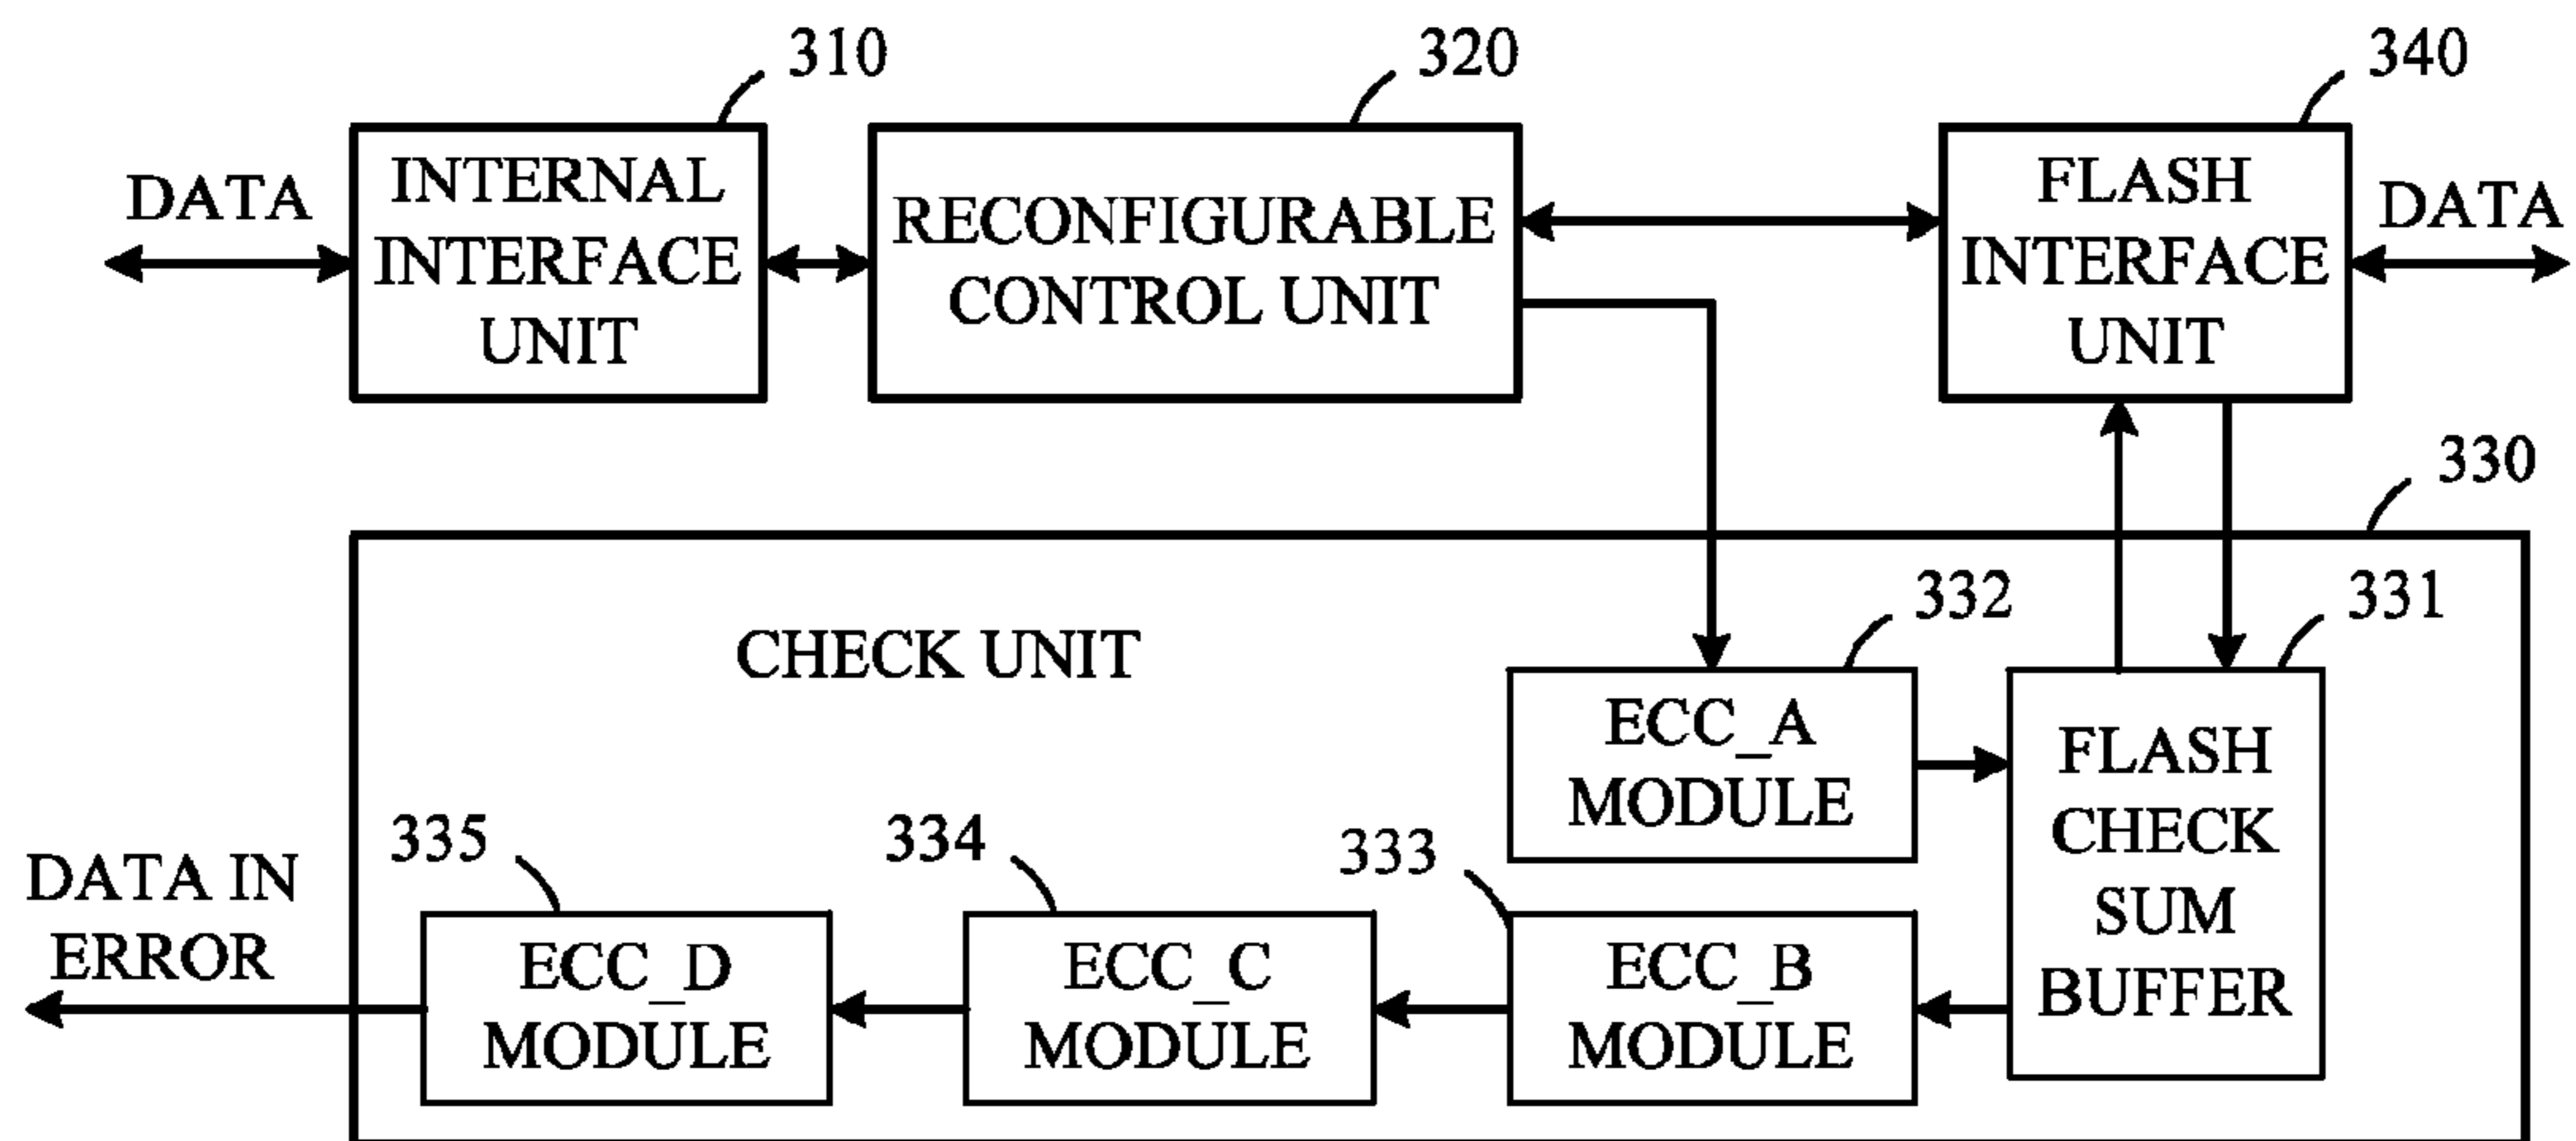 310
320
340
DATA
INTERNAL
INTERFACE
UNIT
RECONFIGURABLE
CONTROL UNIT
FLASH
INTERFACE
UNIT
DATA
330
332
331
CHECK UNIT
ECC_A
MODULE
FLASH
CHECK
SUM
BUFFER
335
334
333
DATA IN
ERROR
ECC_D
MODULE
ECC_C
MODULE
ECC_B
MODULE